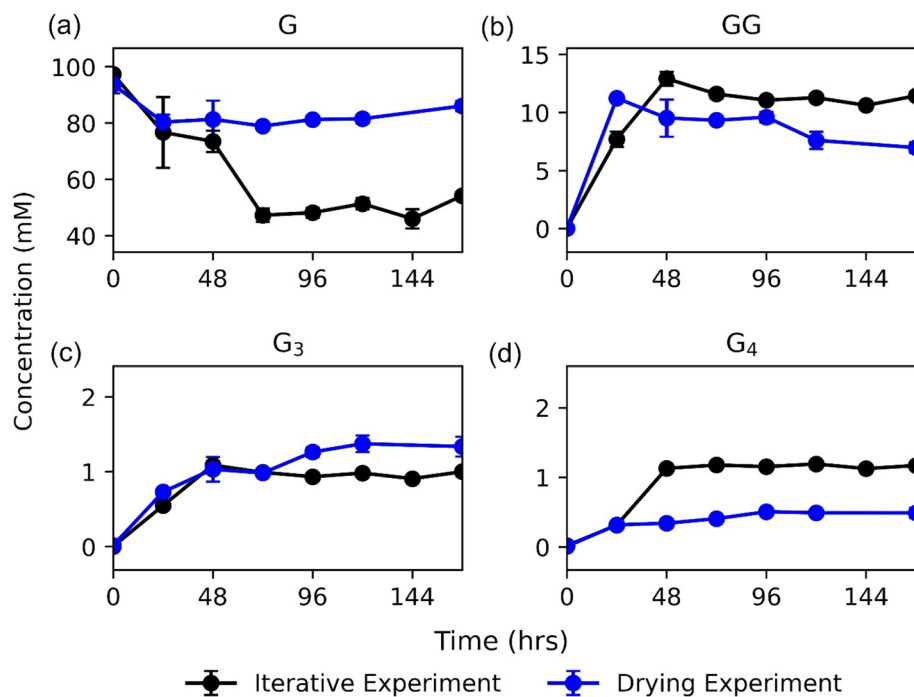 (a) G
(b) GG
100
80
60
40
0 48 96 144
15
10
5
0
0 48 96 144
(c) G₃
(d) G₄
2
1
0
0 48 96 144
2
1
0
0 48 96 144
Concentration (mM)
Time (hrs)
Iterative Experiment
Drying Experiment